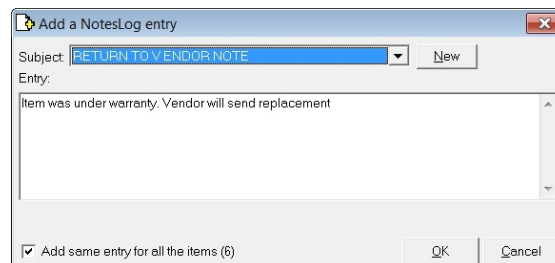 Add a NotesLog entry
Subject: RETURN TO VENDOR NOTE New
Entry:
Item was under warranty. Vendor will send replacement
Add same entry for all the items (6) OK Cancel